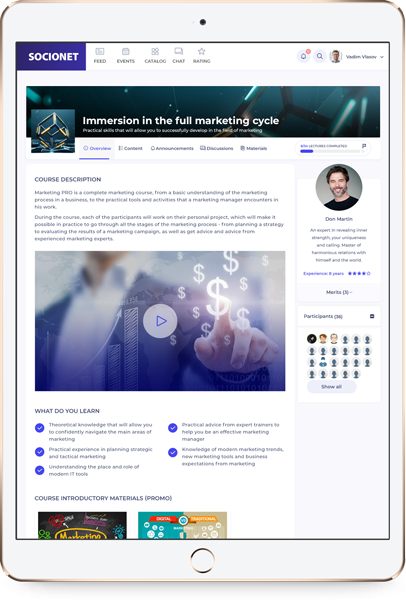 SOCIONET
FEED
EVENTS
CATALOG
CHAT
RATING
Vadim Vlasov
Immersion in the full marketing cycle
Practical skills that will allow you to successfully develop in the field of marketing
Overview
Content
Announcements
Discussions
Materials
LECTURES COMPLETED
COURSE DESCRIPTION
Marketing PRO is a complete marketing course, from a basic understanding of the marketing
process in a business, to the practical tools and activities that a marketing manager encounters in
his work.
During the course, each of the participants will work on their personal project, which will make it
possible in practice to go through all the stages of the marketing process - from planning a strategy
to evaluating the results of a marketing campaign, as well as get advice and advice from
experienced marketing experts.
Don Martin
An expert in revealing inner
strength, your uniqueness
and calling. Master of
harmonious relations with
himself and the world
Experience: 8 years
Merits (3)
Participants (36)
Show all
WHAT DO YOU LEARN
Theoretical knowledge that will allow you
to confidently navigate the main areas of
marketing
Practical experience in planning strategic
and tactical marketing
Understanding the place and role of
modern IT tools
Practical advice from expert trainers to
help you be an effective marketing
manager
Knowledge of modern marketing trends,
new marketing tools and business
expectations from marketing
COURSE INTRODUCTORY MATERIALS (PROMO)
Marketing
DIGITAL
TRADITIONAL
MARKETING